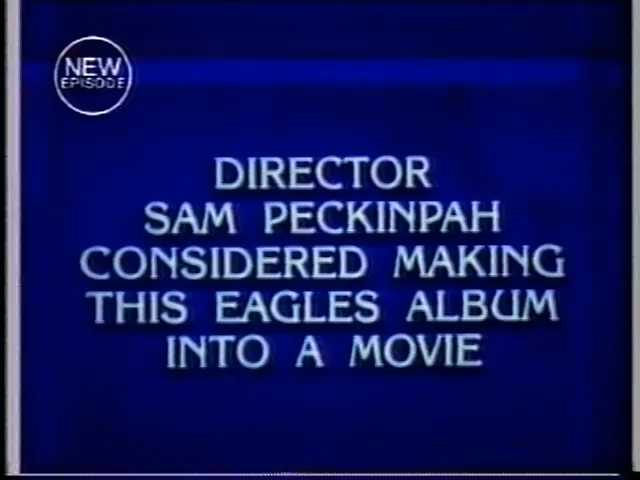 NEW
EPISODE
DIRECTOR
SAM PECKINPAH
CONSIDERED MAKING
THIS EAGLES ALBUM
INTO A MOVIE